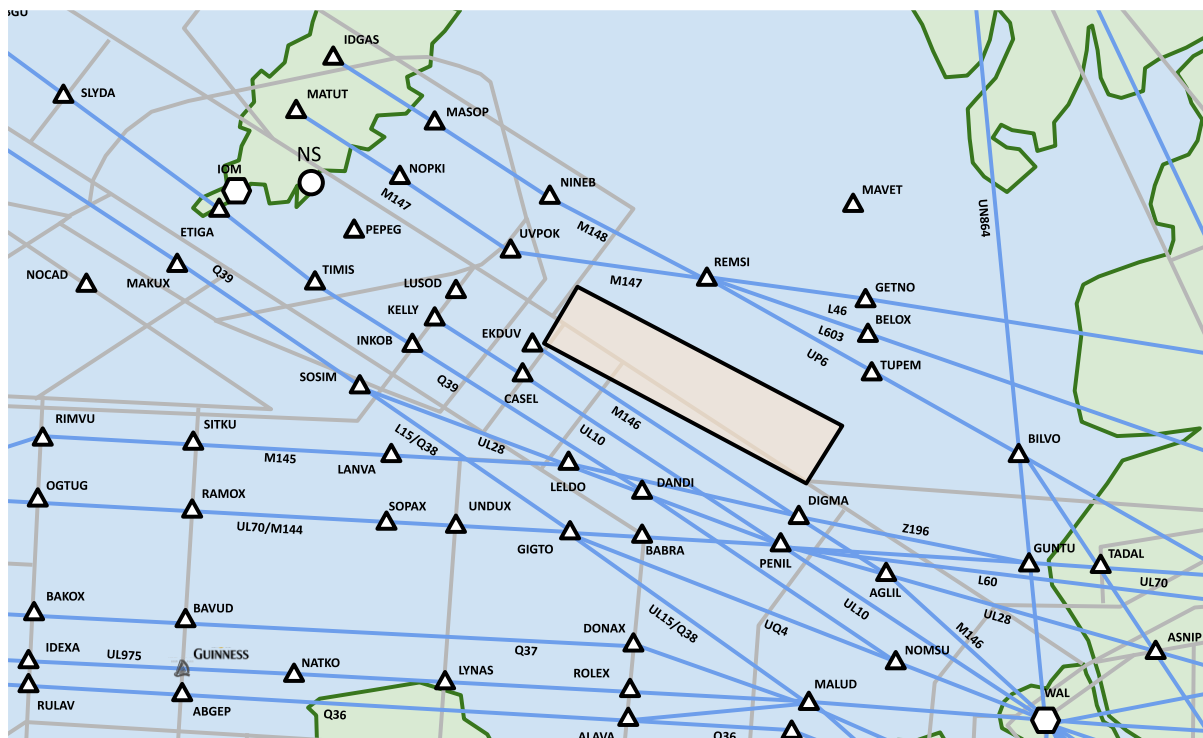 BGU
IDGAS
SLYDA
MATUT
MASOP
NS
IOM
NOPKI
NINEB
MAVET
M147
ETIGA
PEPEG
UVPOK
M148
UN864
NOCAD
MAKUX
Q39
TIMIS
LUSOD
REMSI
M147
GETNO
KELLY
L46
BELOX
INKOB
EKDUV
L603
UP6
TUPEM
SOSIM
Q39
CASEL
RIMVU
SITKU
M146
L15/Q38
UL28
UL10
BILVO
M145
LANVA
LELDO
DANDI
OGTUG
RAMOX
SOPAX
UNDUX
DIGMA
UL70/M144
Z196
GIGTO
BABRA
PENIL
GUNTU
TADAL
AGLIL
L60
UL70
BAKOX
BAVUD
UL15/Q38
UL10
UL28
DONAX
UQ4
M146
ASNIP
IDEXA
UL975
GUINNESS
Q37
NOMSU
NATKO
LYNAS
ROLEX
MALUD
WAL
RULAV
ABGEP
Q36
ALAVA
Q36